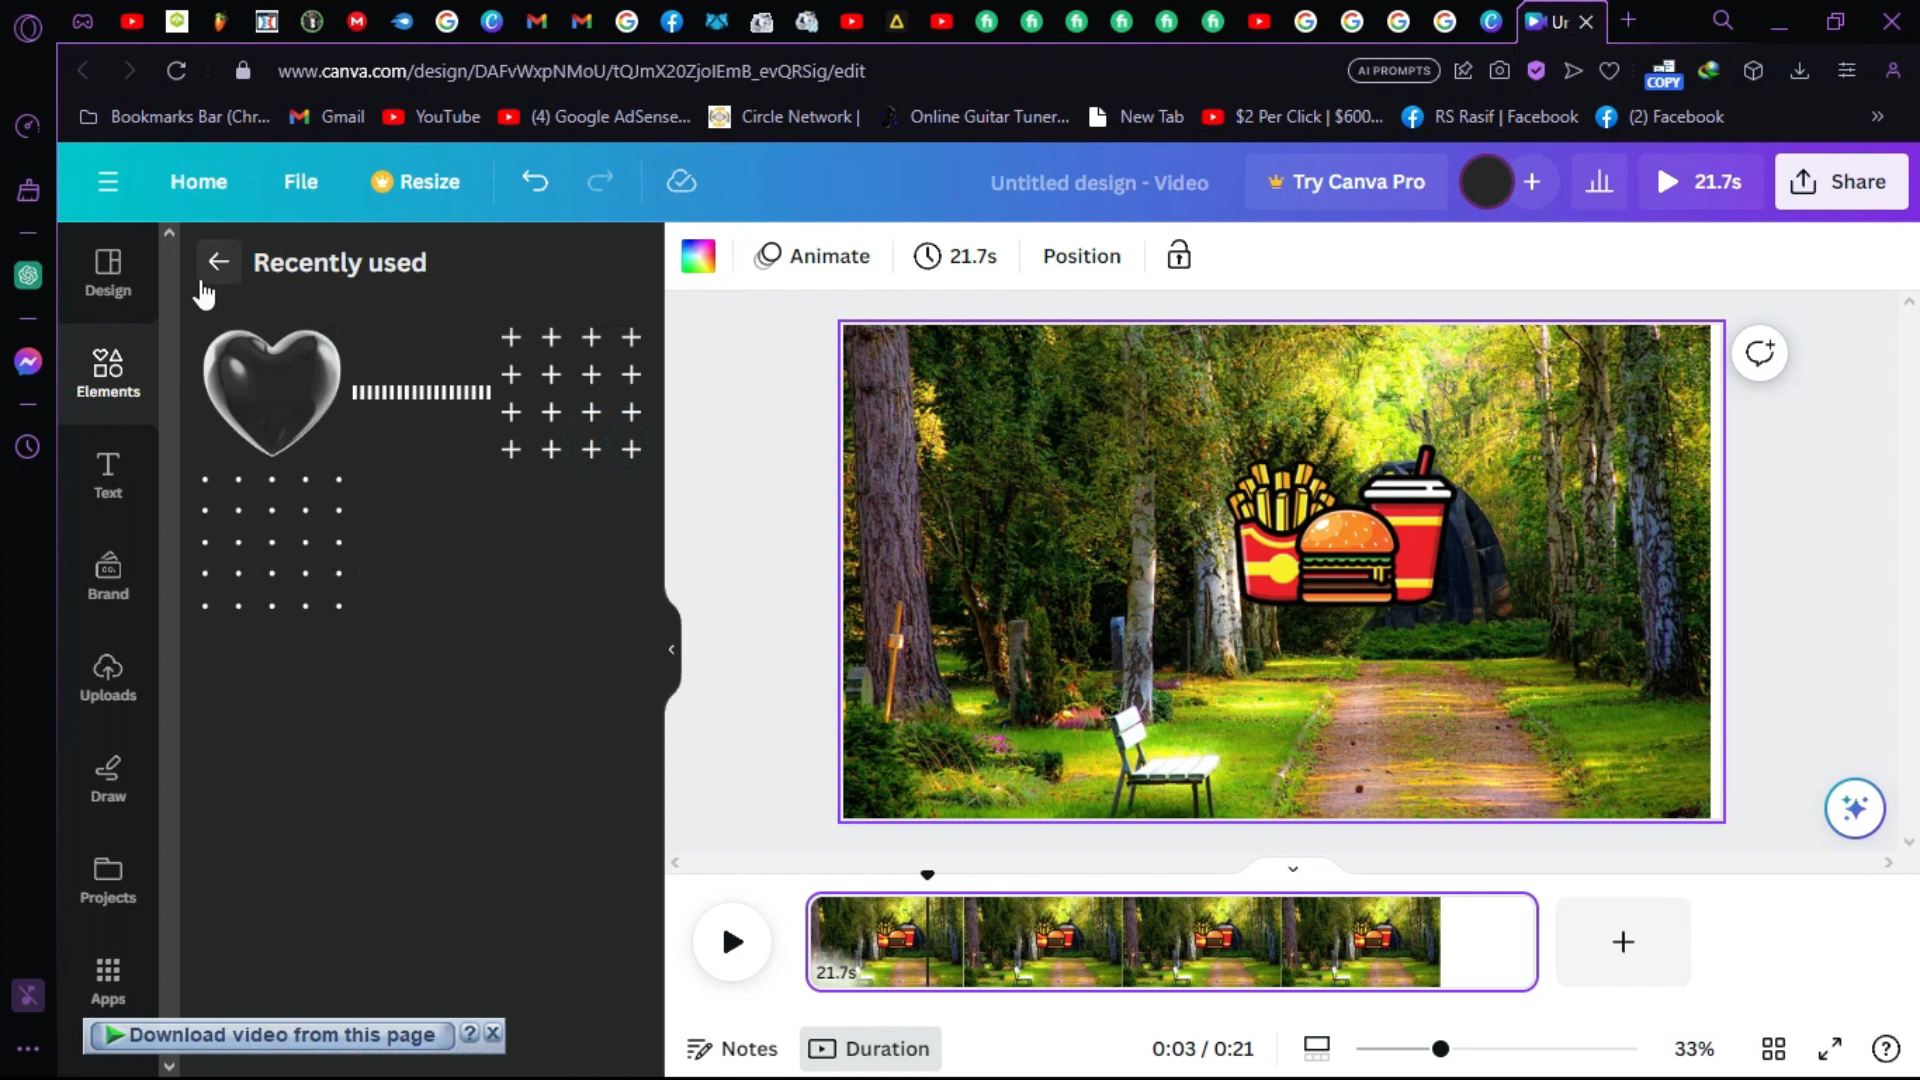 Ur
www.canva.com/design/DAFvWxpNMoU/tQJmX20ZjoIEmB_evQRSig/edit
AI PROMPTS
COPY
Bookmarks Bar (Chr...
Gmail
YouTube
(4) Google AdSense...
Circle Network |
Online Guitar Tuner...
New Tab
$2 Per Click | $600...
RS Rasif | Facebook
(2) Facebook
Home
File
Resize
Untitled design - Video
Try Canva Pro
21.7s
Share
Design
Elements
Text
Brand
Uploads
Draw
Projects
Apps
Recently used
Animate
21.7s
Position
21.7s
Download video from this page
Notes
Duration
0:03 / 0:21
33%